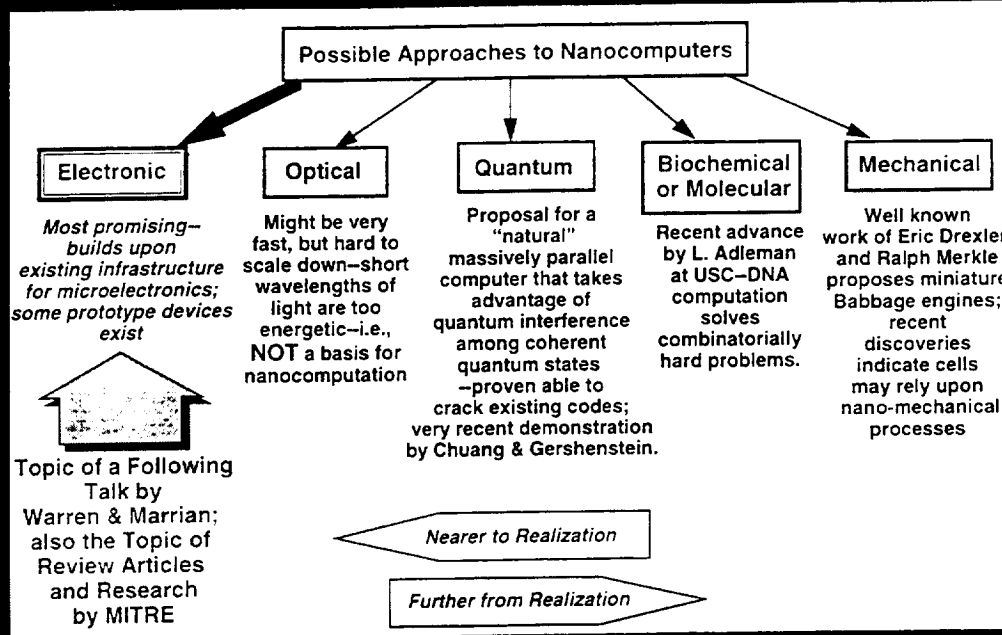 Possible Approaches to Nanocomputers
Electronic
Most promising–
builds upon
existing infrastructure
for microelectronics;
some prototype devices
exist
Topic of a Following
Talk by
Warren & Marrian;
also the Topic of
Review Articles
and Research
by MITRE
Optical
Might be very
fast, but hard to
scale down–short
wavelengths of
light are too
energetic–i.e.,
NOT a basis for
nanocomputation
Quantum
Proposal for a
“natural”
massively parallel
computer that takes
advantage of
quantum interference
among coherent
quantum states
–proven able to
crack existing codes;
very recent demonstration
by Chuang & Gershenstein.
Biochemical
or Molecular
Recent advance
by L. Adleman
at USC–DNA
computation
solves
combinatorially
hard problems.
Mechanical
Well known
work of Eric Drexler
and Ralph Merkle
proposes miniature
Babbage engines;
recent
discoveries
indicate cells
may rely upon
nano-mechanical
processes
Nearer to Realization
Further from Realization